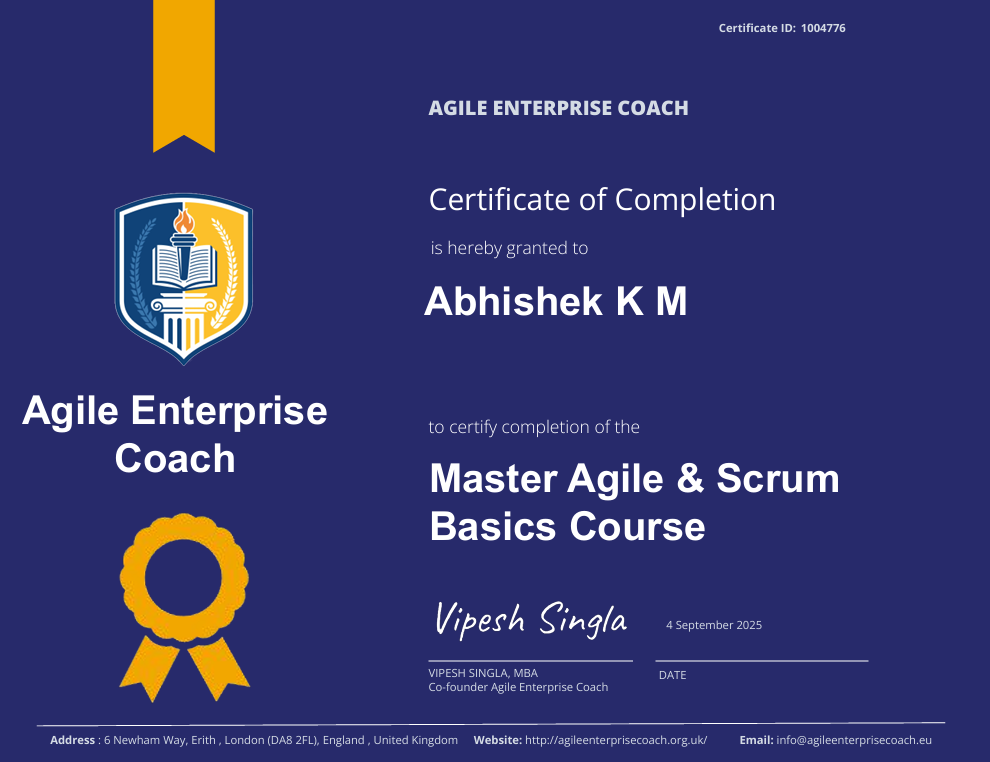 Certificate ID: 1004776
AGILE ENTERPRISE COACH
Certificate of Completion
is hereby granted to
Abhishek K M
Agile Enterprise
Coach
to certify completion of the
Master Agile & Scrum
Basics Course
Vipesh Singla
4 September 2025
VIPESH SINGLA, MBA
Co-founder Agile Enterprise Coach
DATE
Address : 6 Newham Way, Erith , London (DA8 2FL), England , United Kingdom Website: http://agileenterprisecoach.org.uk/ Email: info@agileenterprisecoach.eu